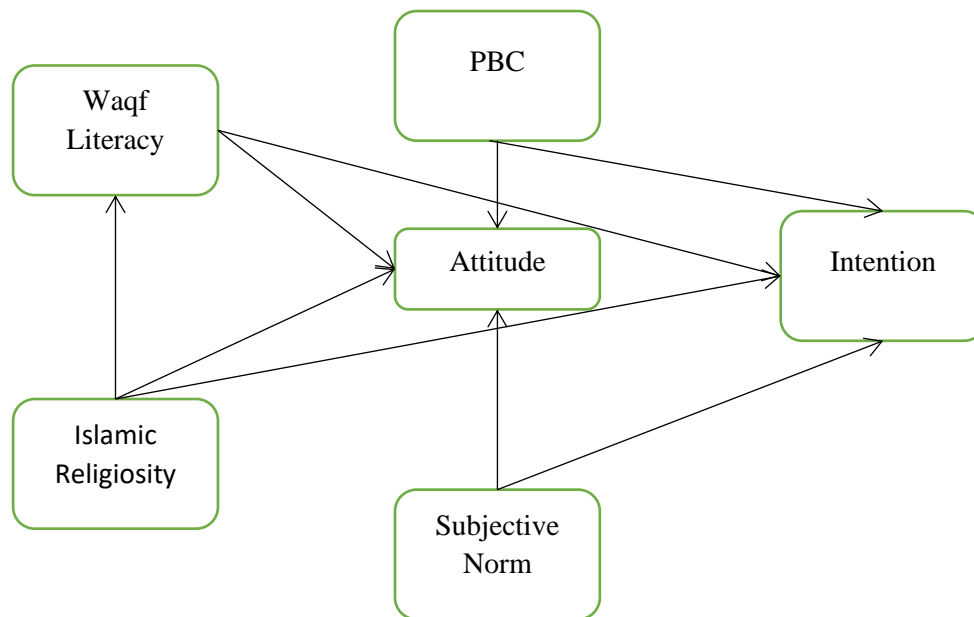 PBC
Waqf
Literacy
Attitude
Intention
Islamic
Religiosity
Subjective
Norm